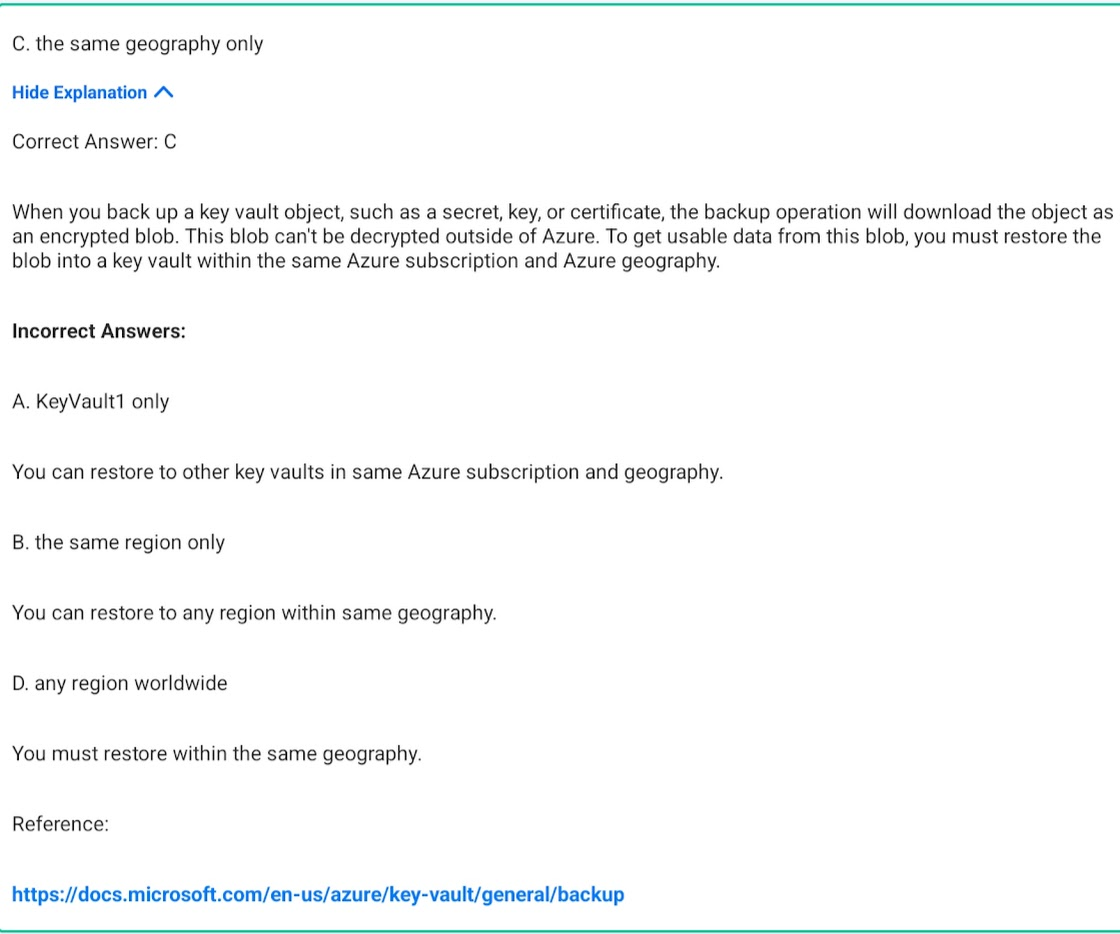 C. the same geography only
Hide Explanation
Correct Answer: C
When you back up a key vault object, such as a secret, key, or certificate, the backup operation will download the object as
an encrypted blob. This blob can't be decrypted outside of Azure. To get usable data from this blob, you must restore the
blob into a key vault within the same Azure subscription and Azure geography.
Incorrect Answers:
A. KeyVault1 only
You can restore to other key vaults in same Azure subscription and geography.
B. the same region only
You can restore to any region within same geography.
D. any region worldwide
You must restore within the same geography.
Reference:
https://docs.microsoft.com/en-us/azure/key-vault/general/backup